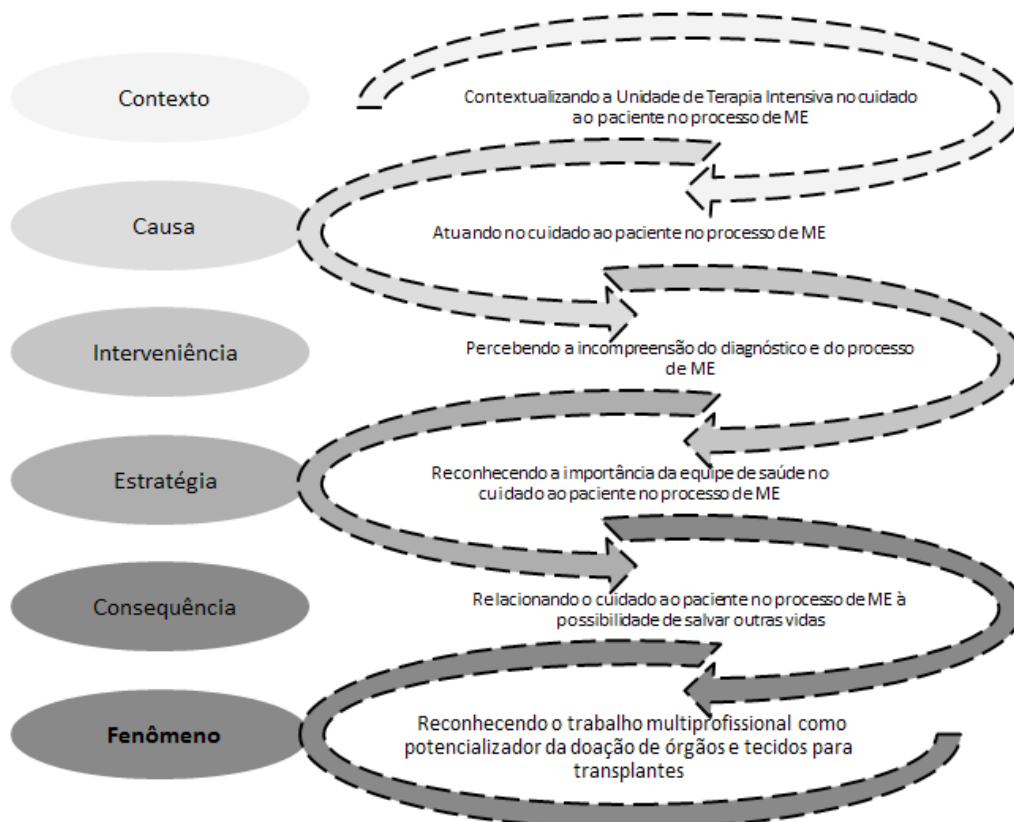 Contexto
Contextualizando a Unidade de Terapia Intensiva no cuidado
ao paciente no processo de ME
Causa
Atuando no cuidado ao paciente no processo de ME
Interveniência
Percebendo a incompreensão do diagnóstico e do processo
de ME
Estratégia
Reconhecendo a importância da equipe de saúde no
cuidado ao paciente no processo de ME
Consequência
Relacionando o cuidado ao paciente no processo de ME à
possibilidade de salvar outras vidas
Fenômeno
Reconhecendo o trabalho multiprofissional como
potencializador da doação de órgãos e tecidos para
transplantes